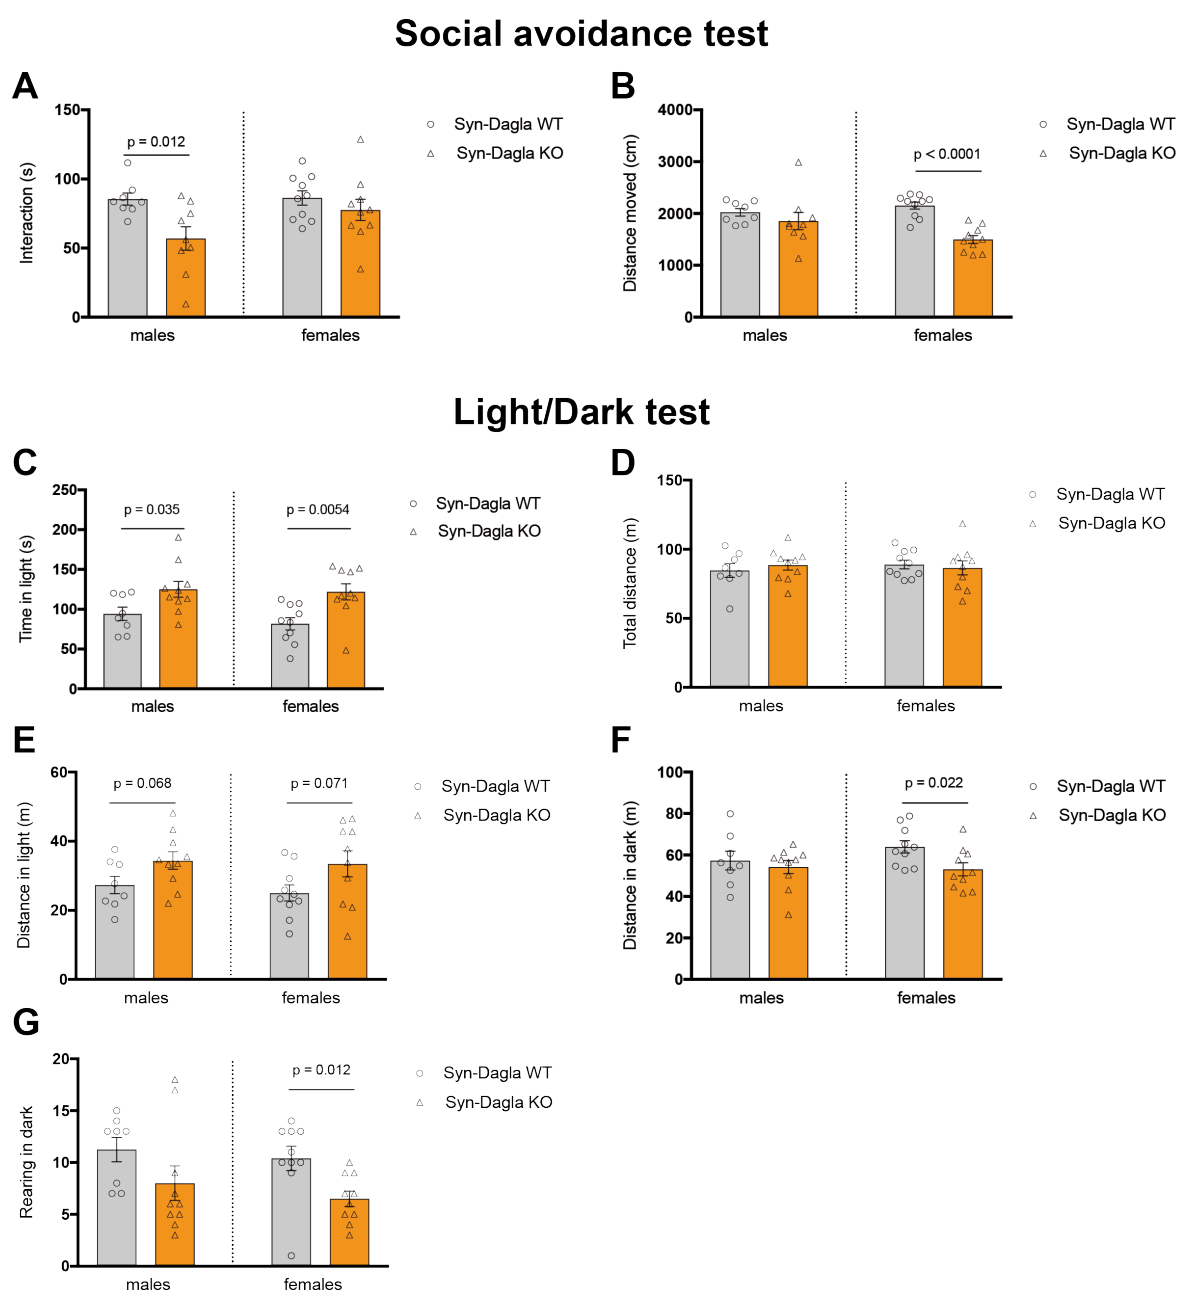 Social avoidance test
A
150
100
50
0
Interaction (s)
p = 0.012
males
females
Syn-Dagla WT
Syn-Dagla KO
B
4000
3000
2000
1000
0
Distance moved (cm)
p < 0.0001
males
females
Syn-Dagla WT
Syn-Dagla KO
Light/Dark test
C
250
200
150
100
50
0
Time in light (s)
p = 0.035
p = 0.0054
males
females
Syn-Dagla WT
Syn-Dagla KO
D
150
100
50
0
Total distance (m)
males
females
Syn-Dagla WT
Syn-Dagla KO
E
60
40
20
0
Distance in light (m)
p = 0.068
p = 0.071
males
females
Syn-Dagla WT
Syn-Dagla KO
F
100
80
60
40
20
0
Distance in dark (m)
p = 0.022
males
females
Syn-Dagla WT
Syn-Dagla KO
G
20
15
10
5
0
Rearing in dark
p = 0.012
males
females
Syn-Dagla WT
Syn-Dagla KO